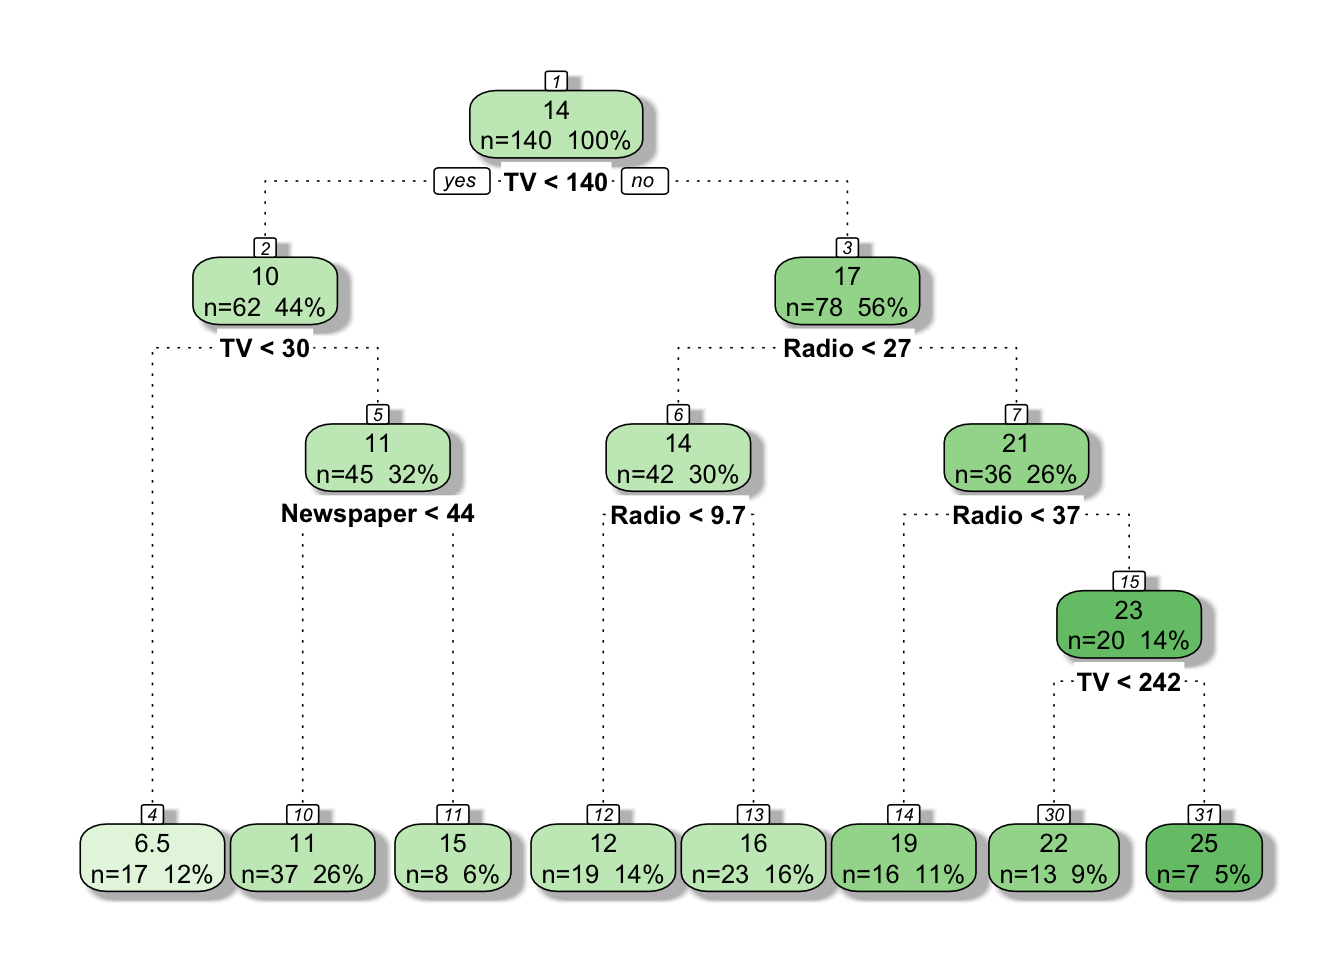 1
14
n=140 100%
yes TV < 140 no
2
10
n=62 44%
TV < 30
3
17
n=78 56%
Radio < 27
5
11
n=45 32%
Newspaper < 44
6
14
n=42 30%
Radio < 9.7
7
21
n=36 26%
Radio < 37
15
23
n=20 14%
TV < 242
4
6.5
n=17 12%
10
11
n=37 26%
11
15
n=8 6%
12
12
n=19 14%
13
16
n=23 16%
14
19
n=16 11%
30
22
n=13 9%
31
25
n=7 5%